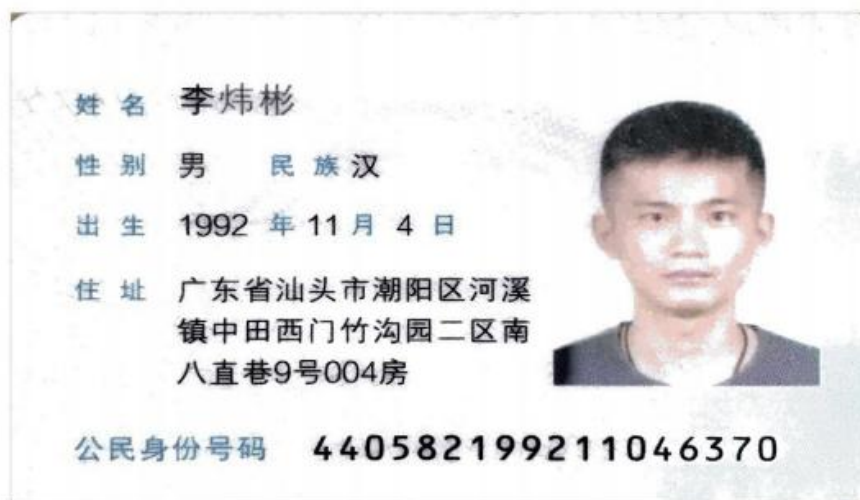 姓名 李炜彬
性别 男 民族 汉
出生 1992 年 11 月 4 日
住址 广东省汕头市潮阳区河溪
镇中田西门竹沟园二区南
八直巷9号004房
公民身份号码 440582199211046370